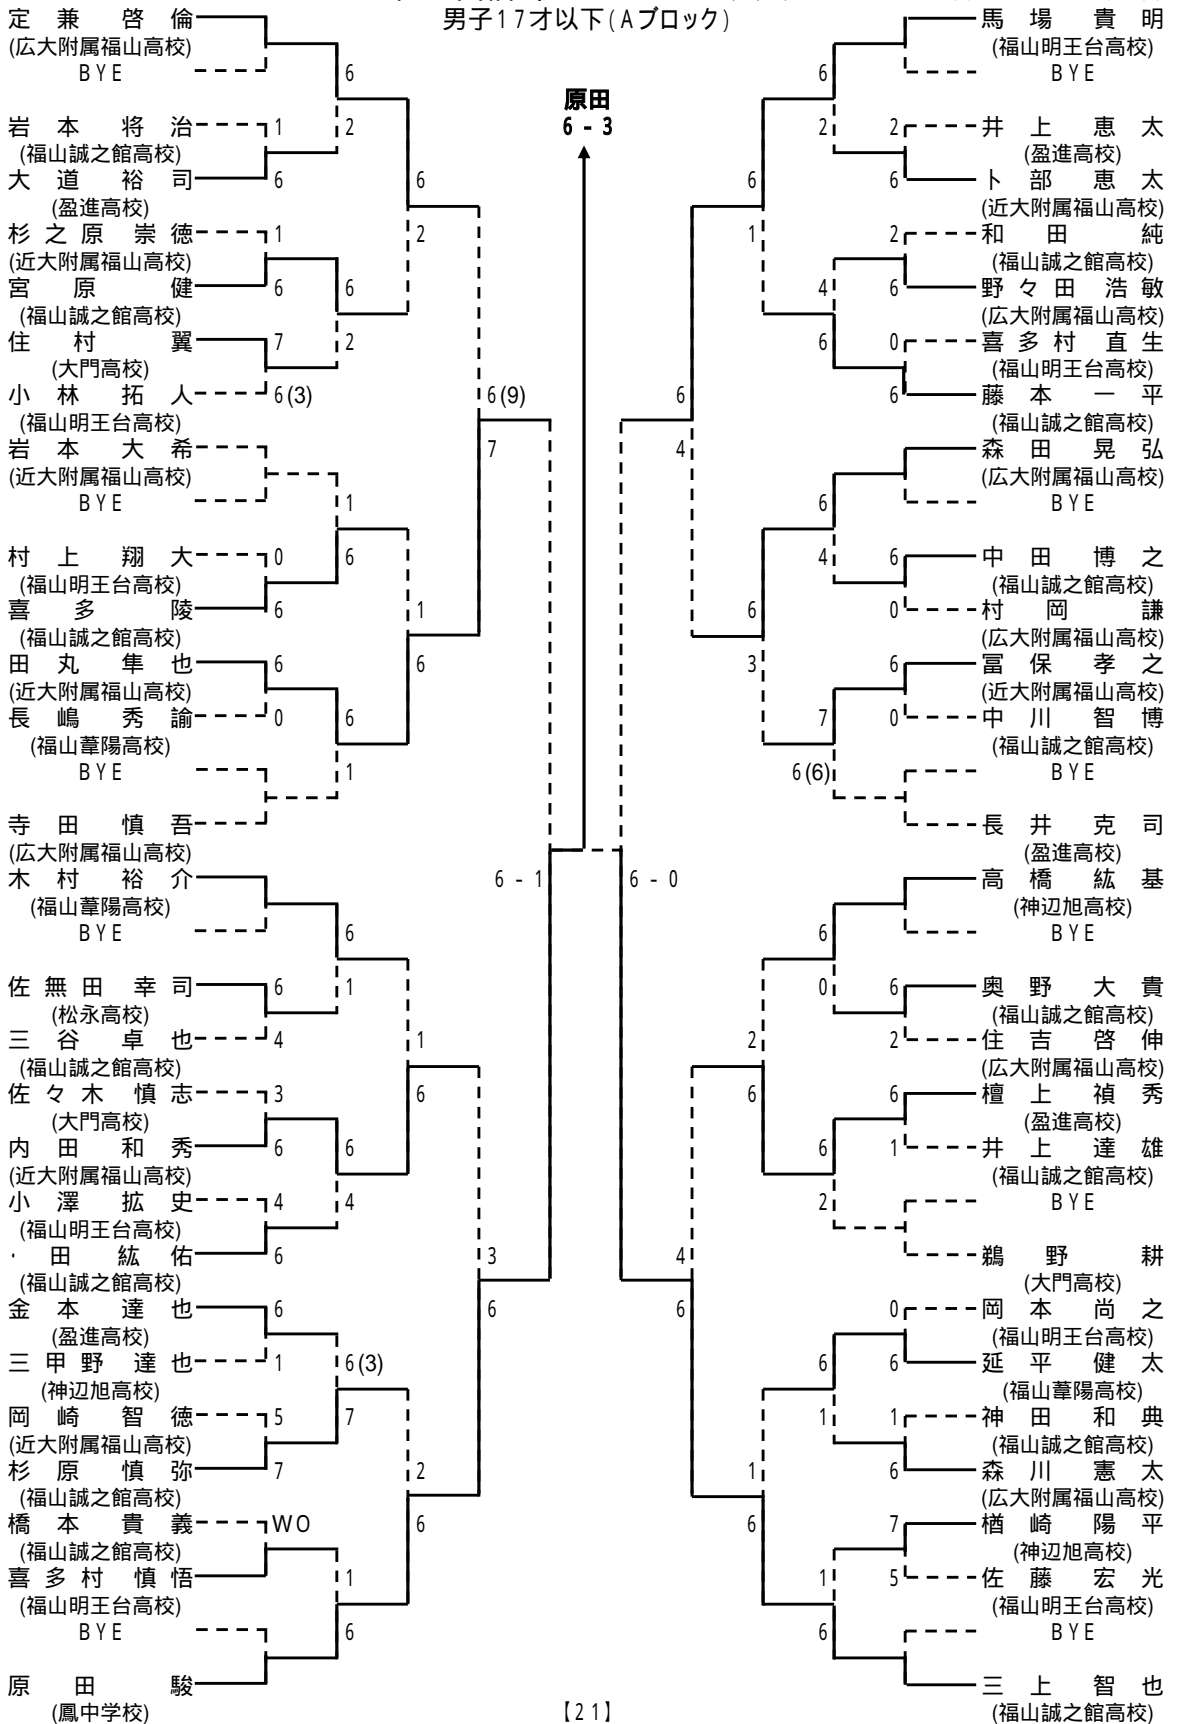 男子17才以下(Aブロック)
原田
6 - 3
定兼啓倫
(広大附属福山高校)
BYE
岩本将治 1
(福山誠之館高校)
大道裕司 6
(盈進高校)
杉之原崇徳 1
(近大附属福山高校)
宮原健 6
(福山誠之館高校)
住村翼 7
(大門高校)
小林拓人 6(3)
(福山明王台高校)
岩本大希
(近大附属福山高校)
BYE
村上翔大 0
(福山明王台高校)
喜多陵 6
(福山誠之館高校)
田丸隼也 6
(近大附属福山高校)
長嶋秀諭 0
(福山葦陽高校)
BYE
寺田慎吾
(広大附属福山高校)
木村裕介
(福山葦陽高校)
BYE
佐無田幸司 6
(松永高校)
三谷卓也 4
(福山誠之館高校)
佐々木慎志 3
(大門高校)
内田和秀 6
(近大附属福山高校)
小澤拡史 4
(福山明王台高校)
・田紘佑 6
(福山誠之館高校)
金本達也 6
(盈進高校)
三甲野達也 1
(神辺旭高校)
岡崎智徳 5
(近大附属福山高校)
杉原慎弥 7
(福山誠之館高校)
橋本貴義 WO
(福山誠之館高校)
喜多村慎悟
(福山明王台高校)
BYE
原田駿
(鳳中学校)
6
2
6
2
1
6
6
1
6
1
6
4
6(3)
7
1
6
6
2
1
6
1
6
2
6
6(9)
7
3
6
6 - 1
6 - 0
6
4
4
6
6
1
6
3
2
6
1
6
6
2
4
6
6
4
7
6(6)
6
0
6
2
6
1
1
6
馬場貴明
(福山明王台高校)
BYE
2 井上恵太
(盈進高校)
6 卜部恵太
(近大附属福山高校)
2 和田純
(福山誠之館高校)
6 野々田浩敏
(広大附属福山高校)
0 喜多村直生
(福山明王台高校)
6 藤本一平
(福山誠之館高校)
森田晃弘
(広大附属福山高校)
BYE
6 中田博之
(福山誠之館高校)
0 村岡謙
(広大附属福山高校)
6 冨保孝之
(近大附属福山高校)
0 中川智博
(福山誠之館高校)
BYE
長井克司
(盈進高校)
高橋紘基
(神辺旭高校)
BYE
6 奥野大貴
(福山誠之館高校)
2 住吉啓伸
(広大附属福山高校)
6 檀上禎秀
(盈進高校)
1 井上達雄
(福山誠之館高校)
BYE
鵜野耕
(大門高校)
0 岡本尚之
(福山明王台高校)
6 延平健太
(福山葦陽高校)
1 神田和典
(福山誠之館高校)
6 森川憲太
(広大附属福山高校)
7 楢崎陽平
(神辺旭高校)
5 佐藤宏光
(福山明王台高校)
BYE
三上智也
(福山誠之館高校)
【21】